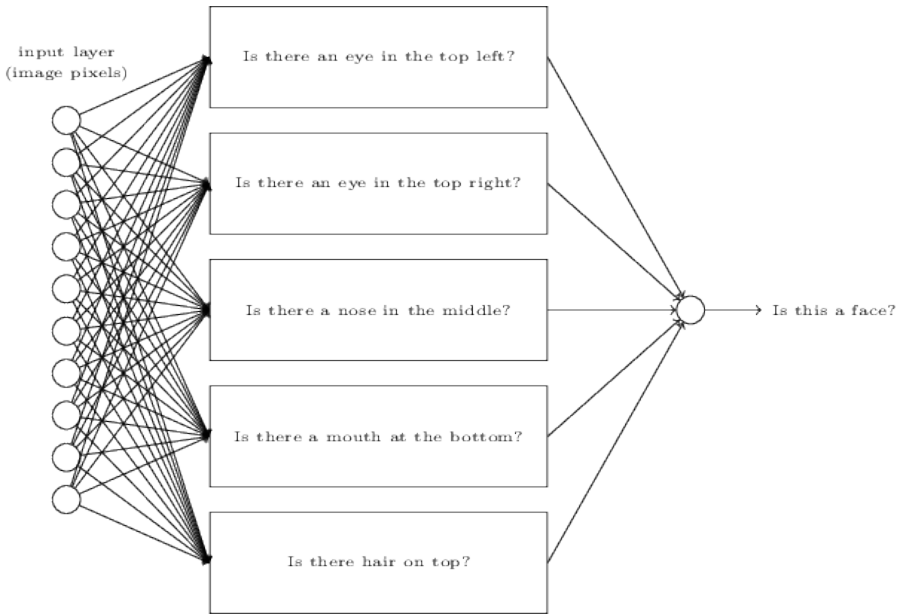 input layer
(image pixels)
Is there an eye in the top left?
Is there an eye in the top right?
Is there a nose in the middle?
Is there a mouth at the bottom?
Is there hair on top?
Is this a face?